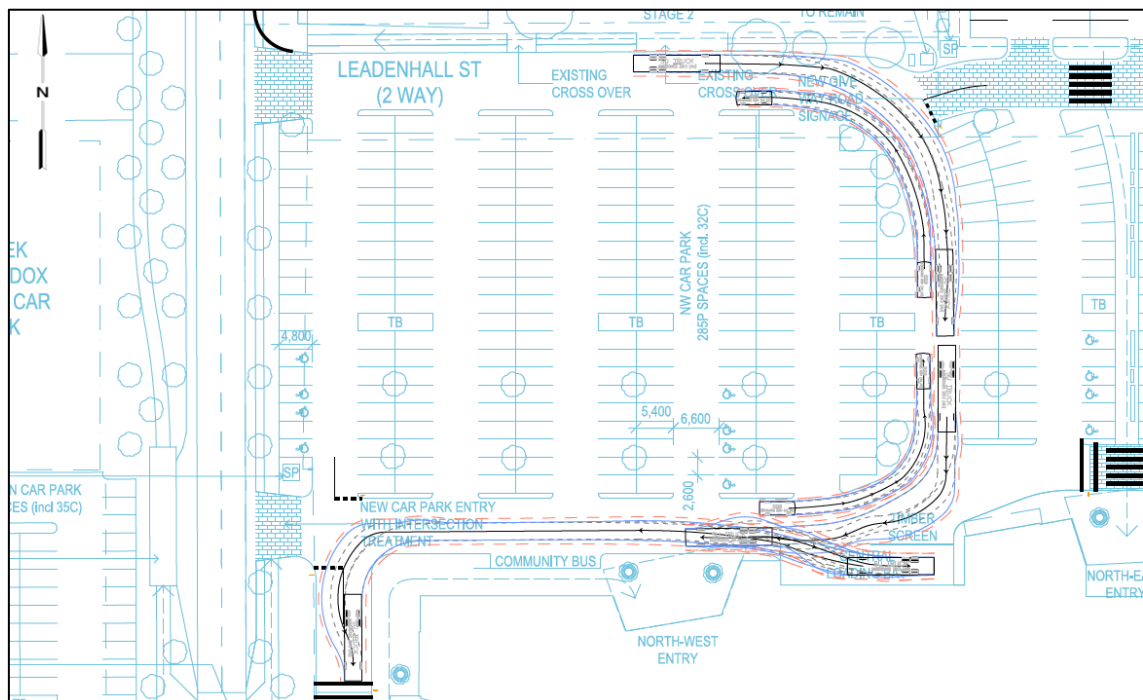 STAGE 2
TO REMAIN
SP
N
LEADENHALL ST
(2 WAY)
EXISTING
CROSS OVER
EXISTING
CROSS OVER
NEW GIVE
WAY ROAD
SIGNAGE
EK
DOX
CAR
K
NW CAR PARK
285P SPACES (incl. 32C)
TB
TB
TB
TB
4,800
5,400
6,600
2,600
SP
N CAR PARK
CES (incl 35C)
NEW CAR PARK ENTRY
WITH INTERSECTION
TREATMENT
TIMBER
SCREEN
COMMUNITY BUS
CENTRAL
LOADING
NORTH-WEST
ENTRY
NORTH-EA
ENTRY